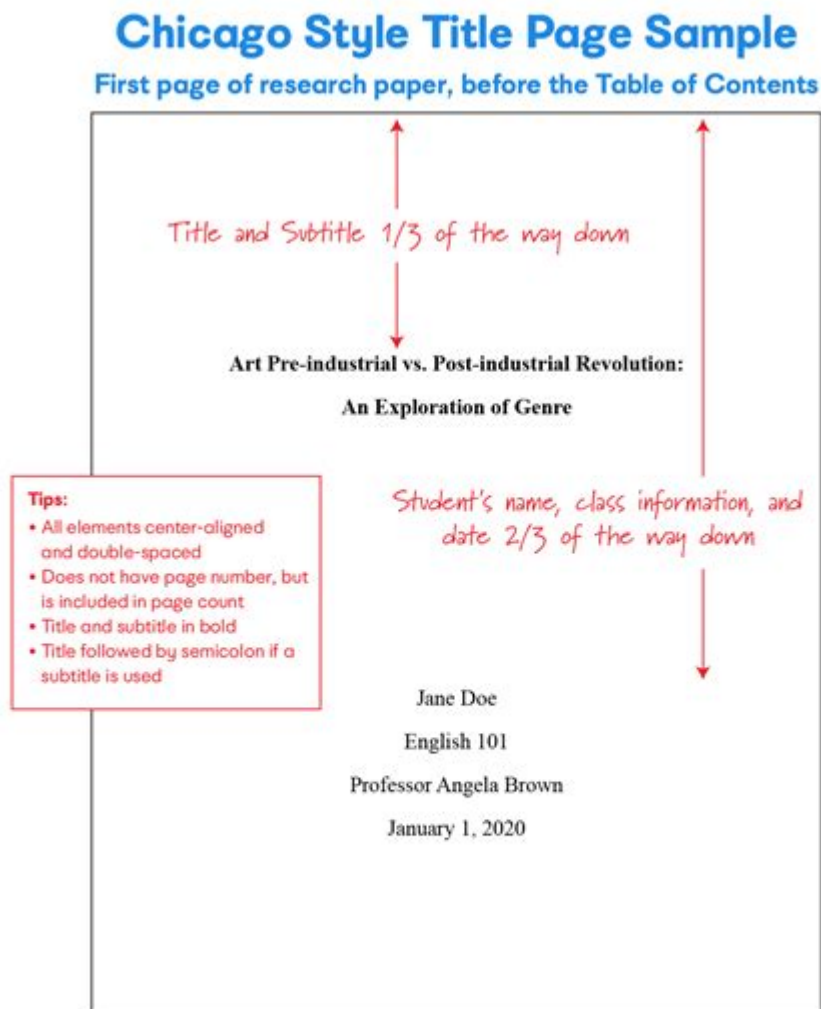 Chicago Style Title Page Sample
First page of research paper, before the Table of Contents
Title and Subtitle 1/3 of the way down
Art Pre-industrial vs. Post-industrial Revolution:
An Exploration of Genre
Tips:
• All elements center-aligned
and double-spaced
• Does not have page number, but
is included in page count
• Title and subtitle in bold
• Title followed by semicolon if a
subtitle is used
Student's name, class information, and
date 2/3 of the way down
Jane Doe
English 101
Professor Angela Brown
January 1, 2020